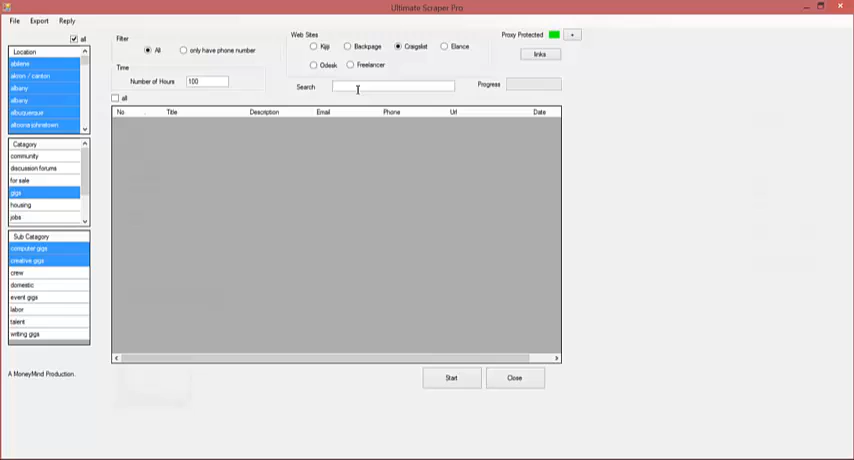 Ultimate Scraper Pro
File Export Reply
all
Location
abilene
akron / canton
albany
albany
albuquerque
altoona-johnstown
Catagory
community
discussion forums
for sale
gigs
housing
jobs
Sub Catagory
computer gigs
creative gigs
crew
domestic
event gigs
labor
talent
writing gigs
A MoneyMind Production.
Filter
All only have phone number
Time
Number of Hours 100
all
Web Sites
Kijji Backpage Craigslist Elance
Odesk Freelancer
Search
Proxy Protected +
links
Progress
No . Title Description Email Phone Url Date
Start Close